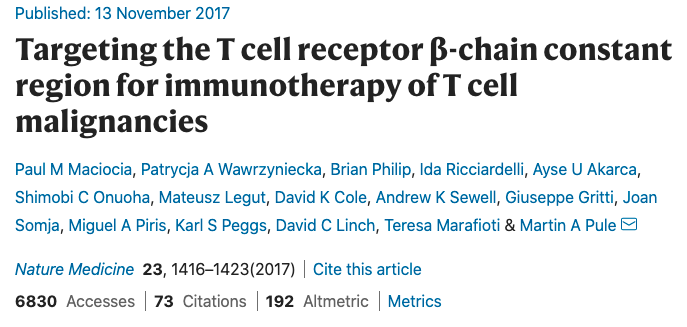 Published: 13 November 2017
Targeting the T cell receptor β-chain constant
region for immunotherapy of T cell
malignancies
Paul M Maciocia, Patrycja A Wawrzyniecka, Brian Philip, Ida Ricciardelli, Ayse U Akarca,
Shimobi C Onuoha, Mateusz Legut, David K Cole, Andrew K Sewell, Giuseppe Gritti, Joan
Somja, Miguel A Piris, Karl S Peggs, David C Linch, Teresa Marafioti & Martin A Pule
Nature Medicine 23, 1416–1423(2017) | Cite this article
6830 Accesses | 73 Citations | 192 Altmetric | Metrics